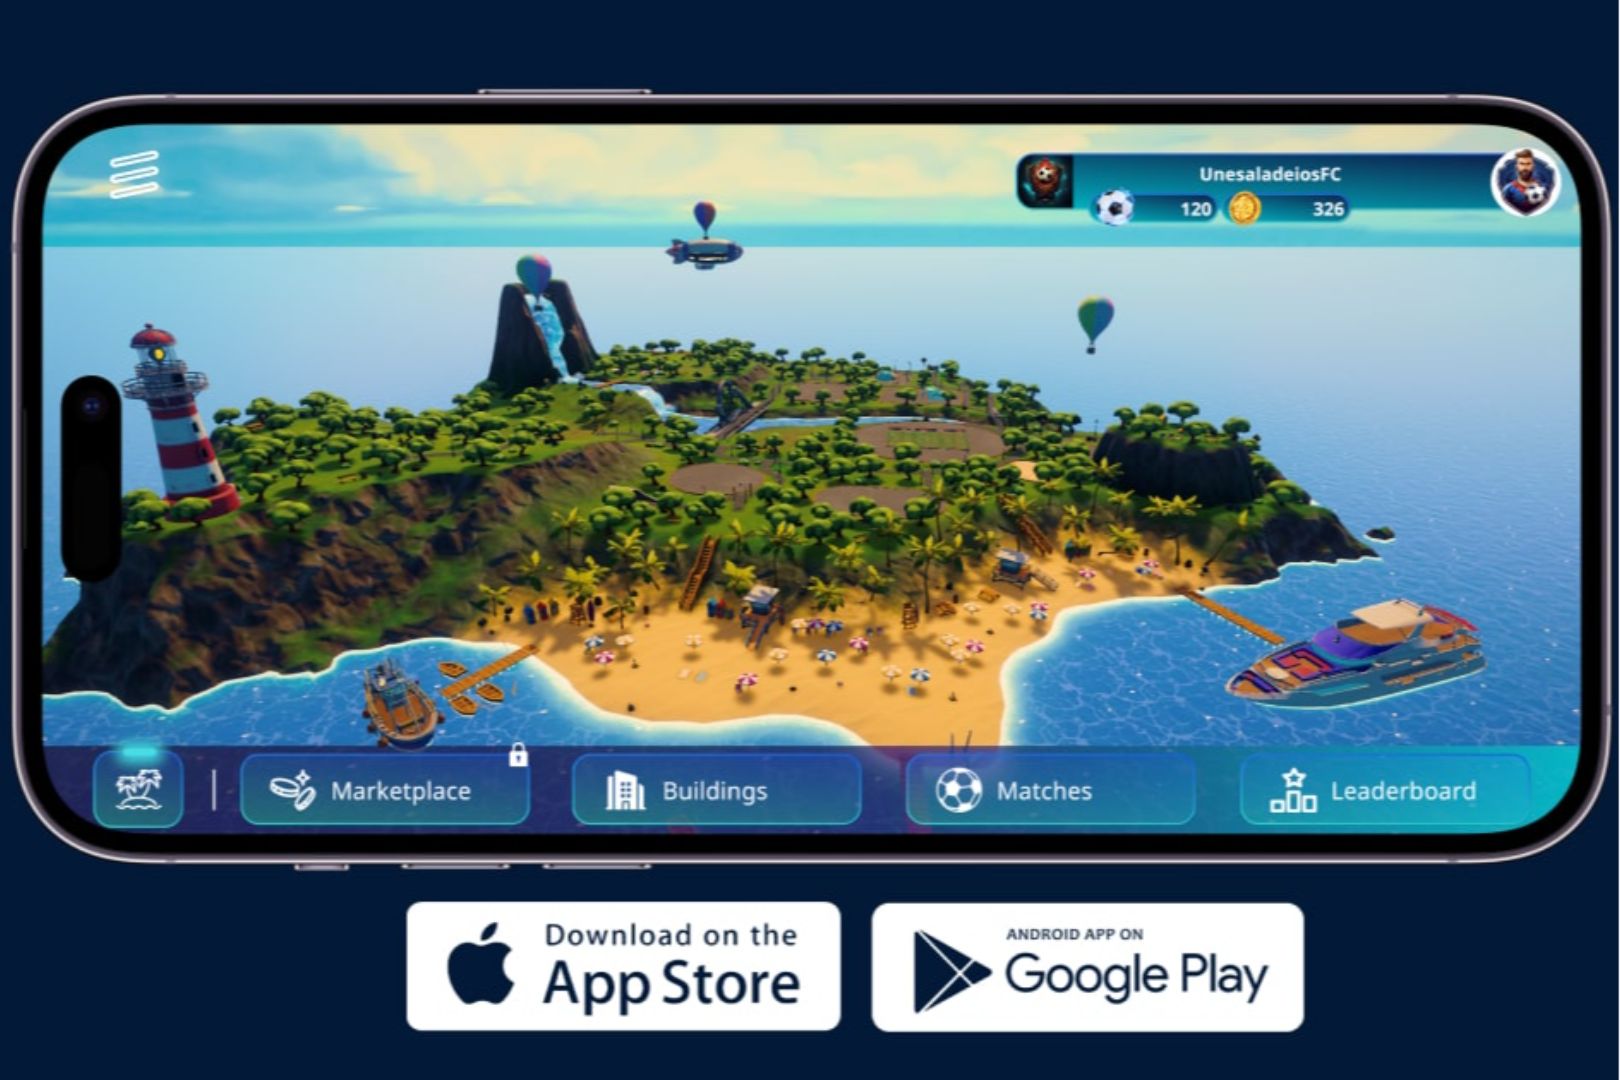 UnesaladeiosFC
120
326
Marketplace
Buildings
Matches
Leaderboard
Download on the
App Store
ANDROID APP ON
Google Play